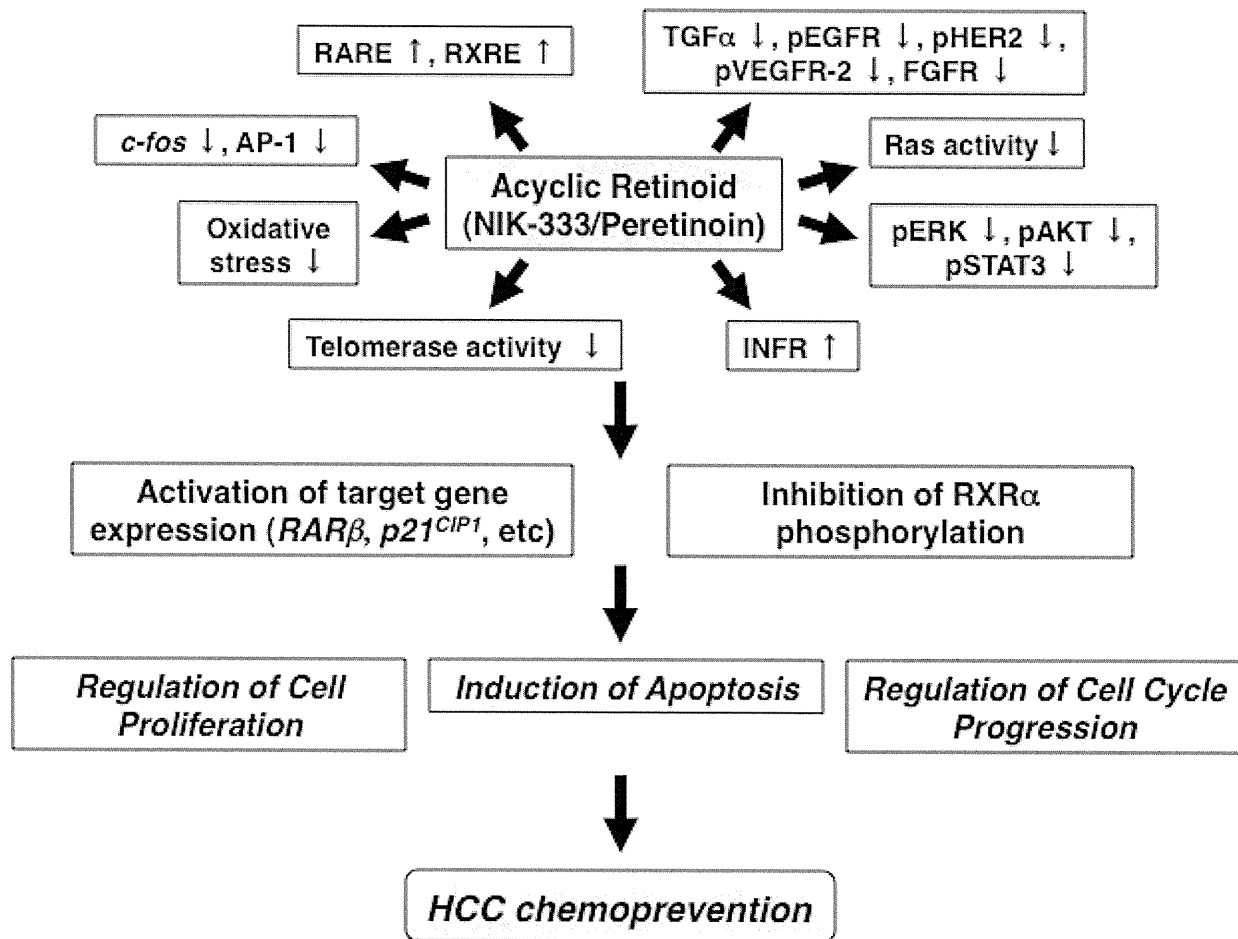 RARE ↑, RXRE ↑
TGFα ↓, pEGFR ↓, pHER2 ↓,
pVEGFR-2 ↓, FGFR ↓
c-fos ↓, AP-1 ↓
Ras activity ↓
Acyclic Retinoid
(NIK-333/Peretinoin)
Oxidative
stress ↓
pERK ↓, pAKT ↓,
pSTAT3 ↓
Telomerase activity ↓
INFR ↑
Activation of target gene
expression (RARβ, p21^CIP1, etc)
Inhibition of RXRα
phosphorylation
Regulation of Cell
Proliferation
Induction of Apoptosis
Regulation of Cell Cycle
Progression
HCC chemoprevention